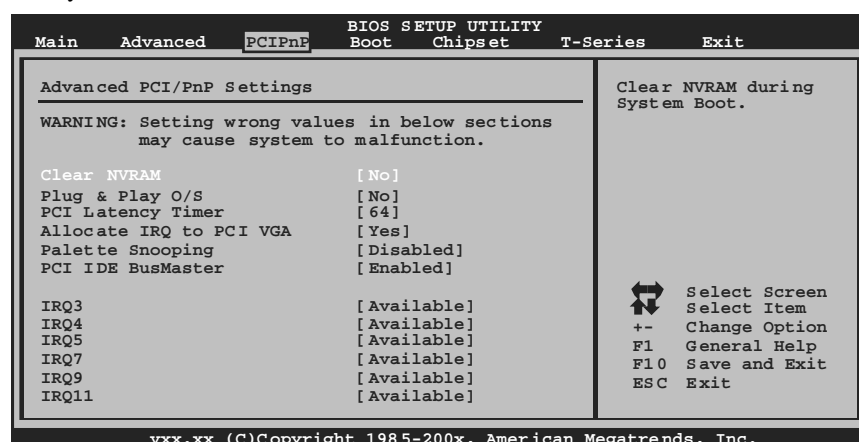 BIOS SETUP UTILITY
Main Advanced PCIPnP Boot Chipset T-Series Exit
Advanced PCI/PnP Settings
WARNING: Setting wrong values in below sections
may cause system to malfunction.
Clear NVRAM [No]
Plug & Play O/S [No]
PCI Latency Timer [64]
Allocate IRQ to PCI VGA [Yes]
Palette Snooping [Disabled]
PCI IDE BusMaster [Enabled]
IRQ3 [Available]
IRQ4 [Available]
IRQ5 [Available]
IRQ7 [Available]
IRQ9 [Available]
IRQ11 [Available]
Clear NVRAM during
System Boot.
Select Screen
Select Item
+- Change Option
F1 General Help
F10 Save and Exit
ESC Exit
vxx.xx (C)Copyright 1985-200x, American Megatrends, Inc.